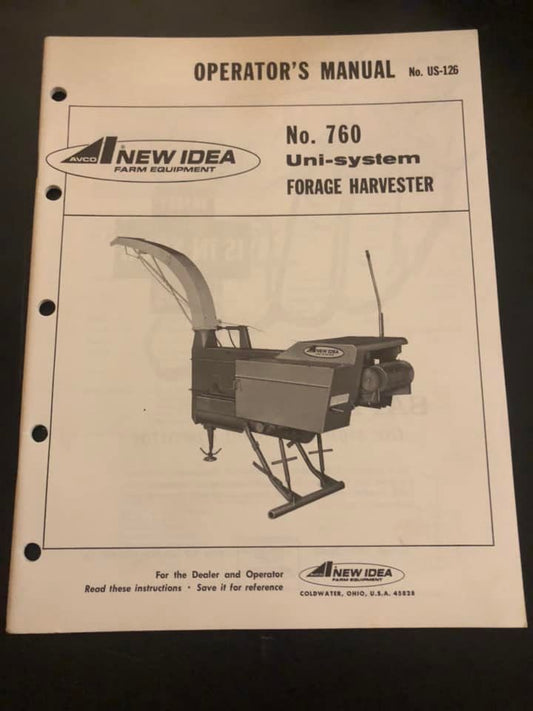 OPERATOR'S MANUAL No. US-126
AVCO NEW IDEA
FARM EQUIPMENT
No. 760
Uni-system
FORAGE HARVESTER
NEW IDEA
For the Dealer and Operator
Read these instructions • Save it for reference
AVCO NEW IDEA
FARM EQUIPMENT
COLDWATER, OHIO, U.S.A. 45828